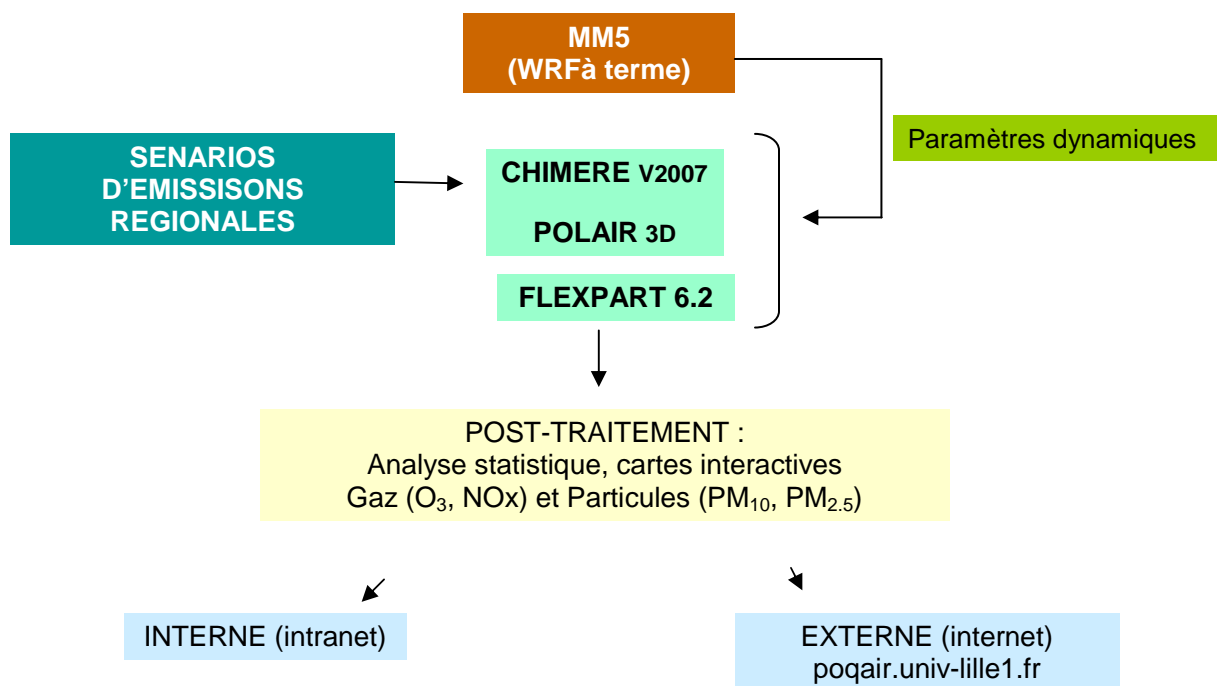 MM5
(WRFà terme)
Paramètres dynamiques
SENARIOS
D’EMISSISONS
REGIONALES
CHIMERE V2007
POLAIR 3D
FLEXPART 6.2
POST-TRAITEMENT :
Analyse statistique, cartes interactives
Gaz (O₃, NOx) et Particules (PM₁₀, PM₂.₅)
INTERNE (intranet)
EXTERNE (internet)
poqair.univ-lille1.fr